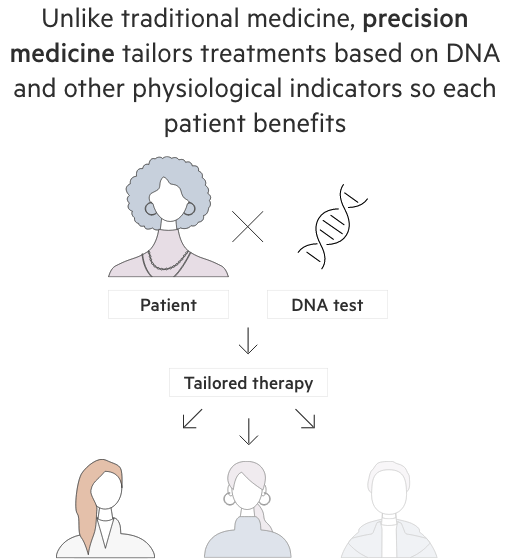 Unlike traditional medicine, precision
medicine tailors treatments based on DNA
and other physiological indicators so each
patient benefits
Patient
DNA test
Tailored therapy